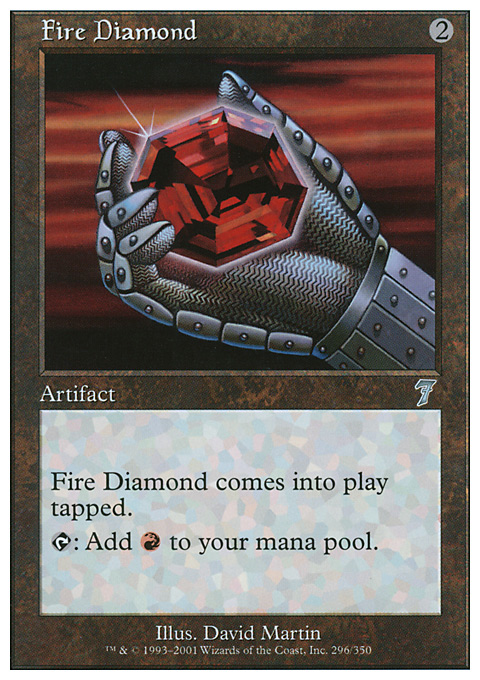 Fire Diamond
2
Artifact
7
Fire Diamond comes into play
tapped.
: Add to your mana pool.
Illus. David Martin
™ & © 1993–2001 Wizards of the Coast, Inc. 296/350